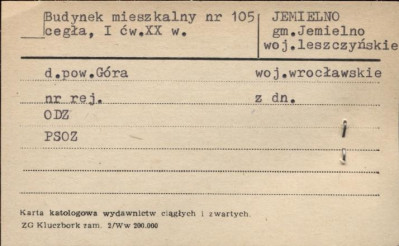 Budynek mieszkalny nr 105 JEMIELNO
cegła, I ćw.XX w. gm.Jemielno
woj.leszczyńskie
d.pow.Góra woj.wrocławskie
nr rej. z dn.
ODZ
PSOZ
Karta katologowa wydawnictw ciągłych i zwartych.
ZG Kluczbork zam. 2/Ww 200.000